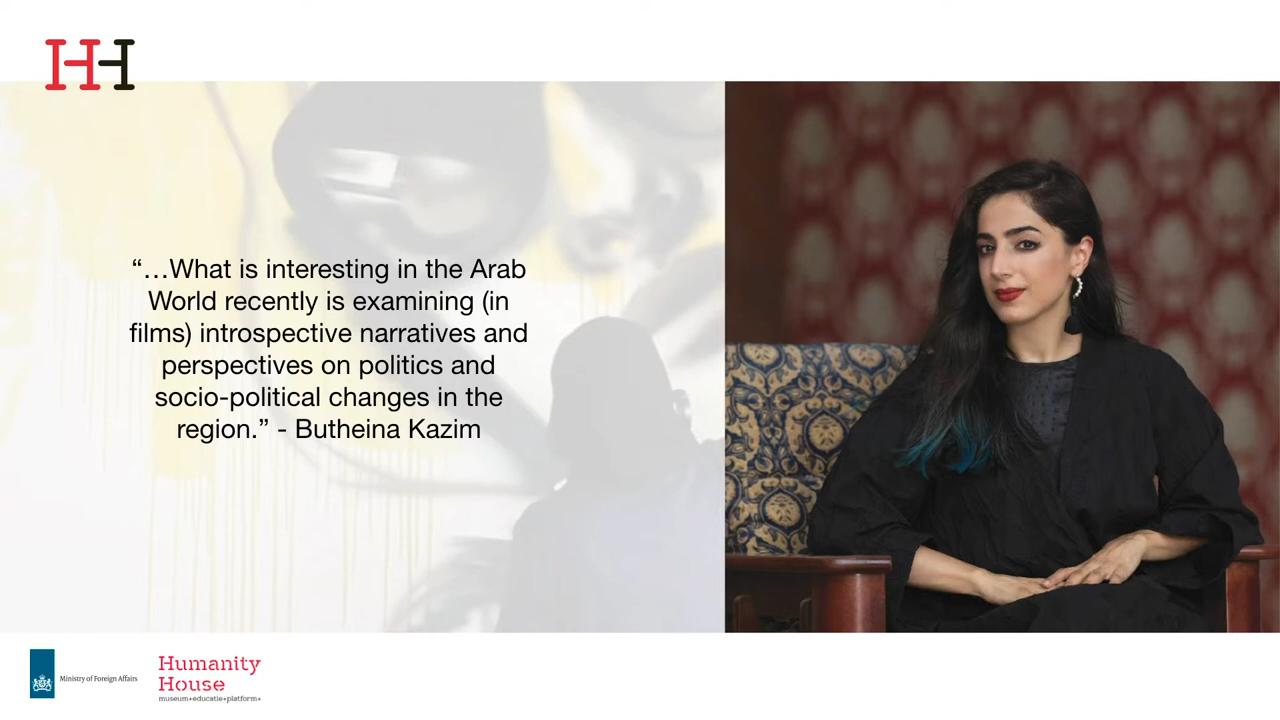 HH
“…What is interesting in the Arab
World recently is examining (in
films) introspective narratives and
perspectives on politics and
socio-political changes in the
region.” - Butheina Kazim
Ministry of Foreign Affairs
Humanity
House
museum•educatie•platform•